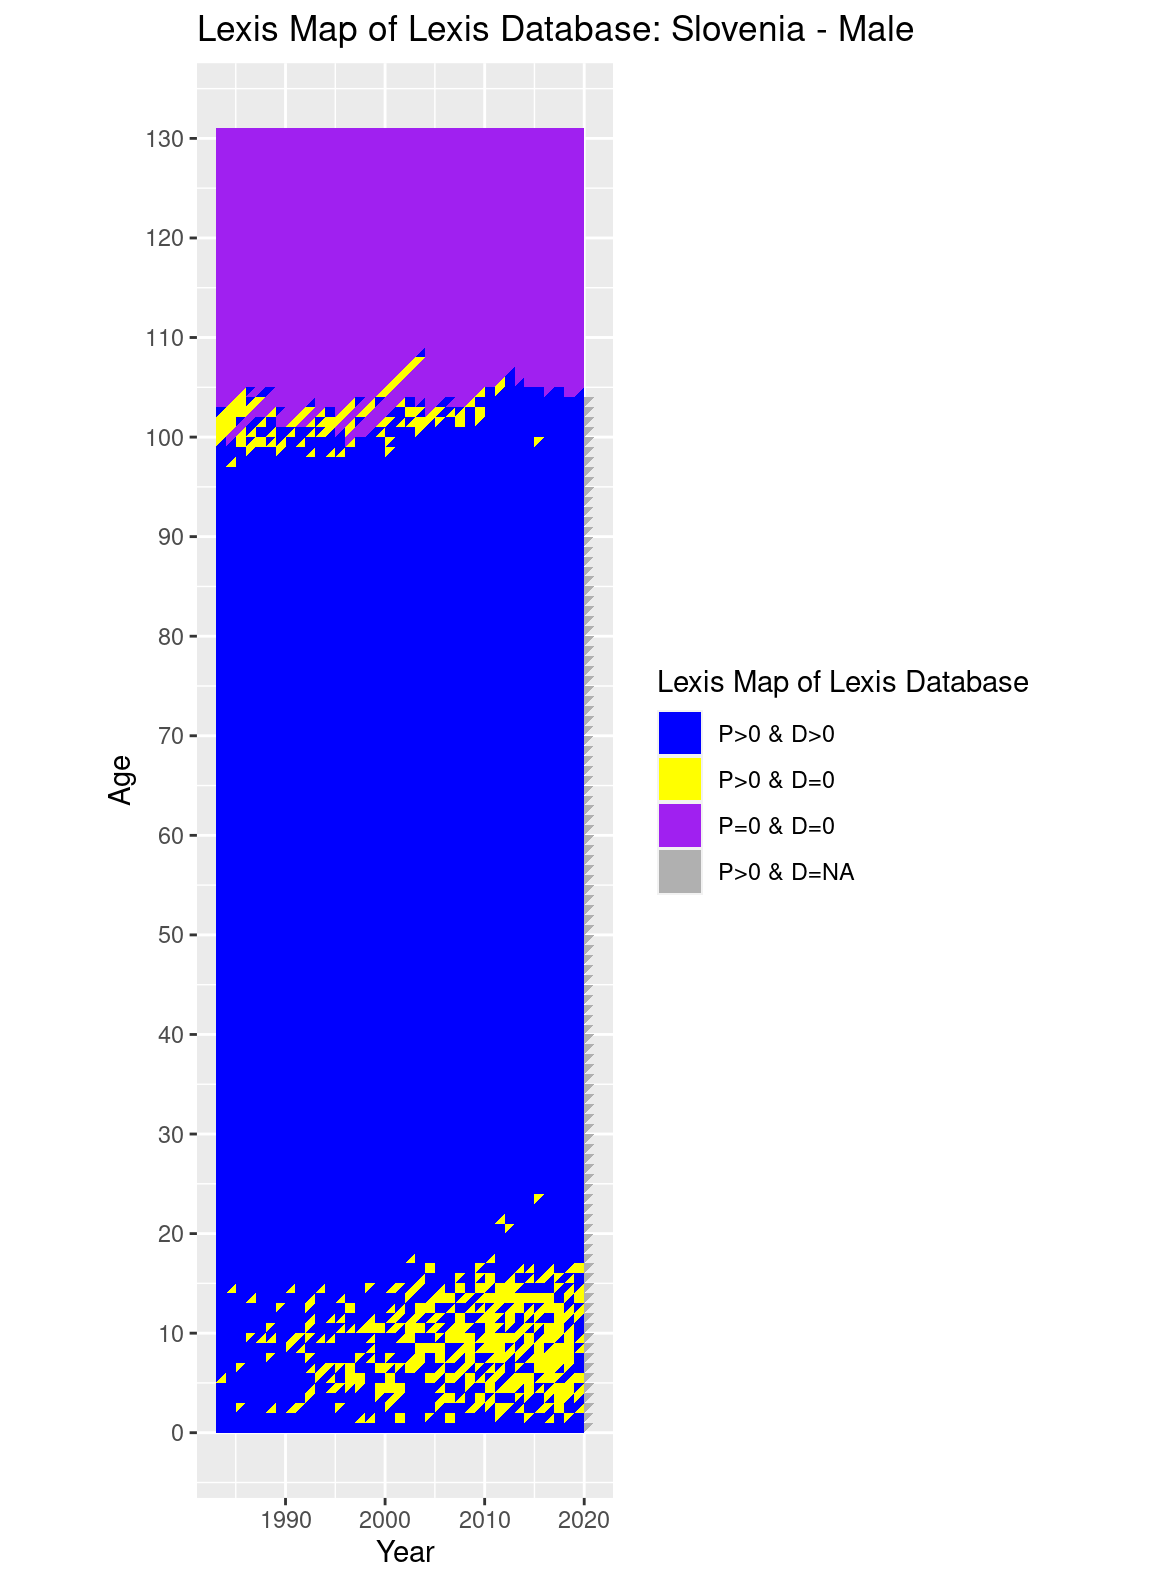 Lexis Map of Lexis Database: Slovenia - Male
130
120
110
100
90
80
70
60
50
40
30
20
10
0
Age
1990 2000 2010 2020
Year
Lexis Map of Lexis Database
P>0 & D>0
P>0 & D=0
P=0 & D=0
P>0 & D=NA